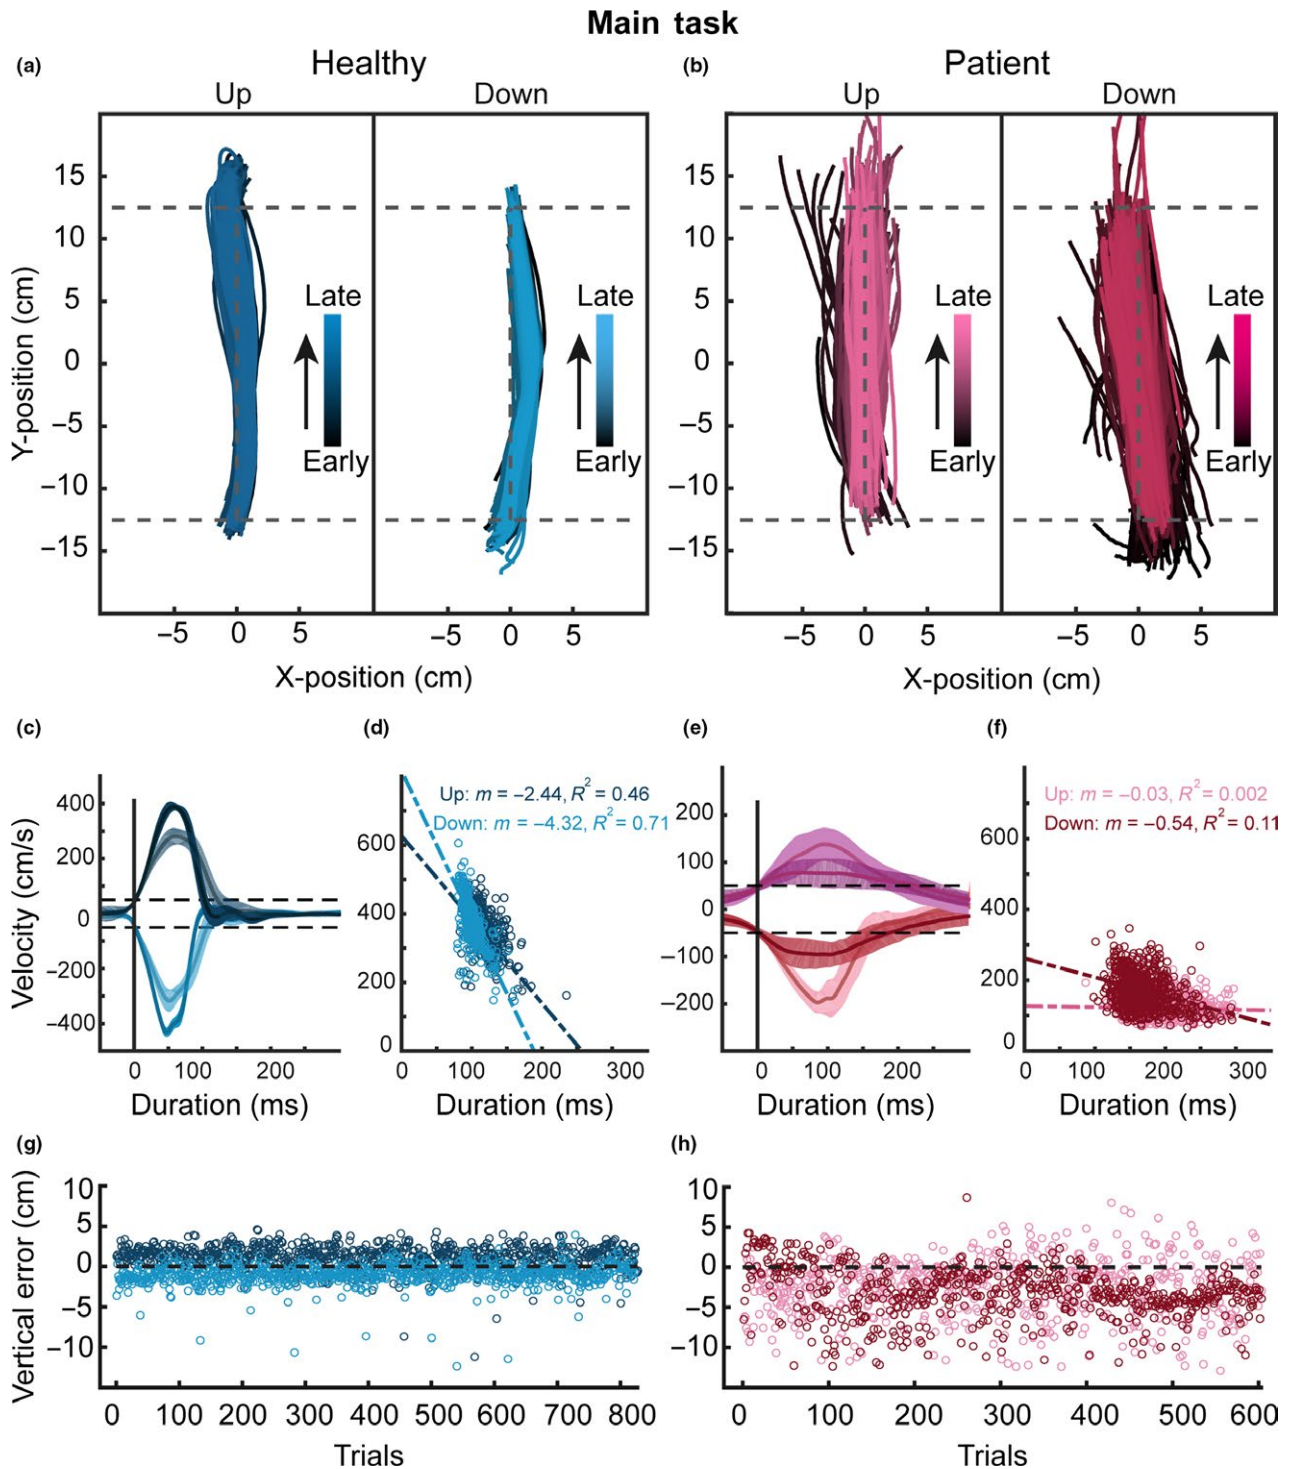 Main task
(a) Healthy (b) Patient
Up Down Up Down
15 15
10 10
5 5
0 0
−5 −5
−10 −10
−15 −15
Y-position (cm)
Late Late Late Late
Early Early Early Early
−5 0 5 −5 0 5 −5 0 5 −5 0 5
X-position (cm) X-position (cm)
(c) (d) (e) (f)
Velocity (cm/s)
400
200
0
−200
−400
0 100 200
Duration (ms)
Up: m = −2.44, R2 = 0.46
Down: m = −4.32, R2 = 0.71
600
400
200
0
0 100 200 300
Duration (ms)
200
100
0
−100
−200
0 100 200
Duration (ms)
Up: m = −0.03, R2 = 0.002
Down: m = −0.54, R2 = 0.11
600
400
200
0
0 100 200 300
Duration (ms)
(g) (h)
Vertical error (cm)
10 10
5 5
0 0
−5 −5
−10 −10
0 100 200 300 400 500 600 700 800
Trials
0 100 200 300 400 500 600
Trials